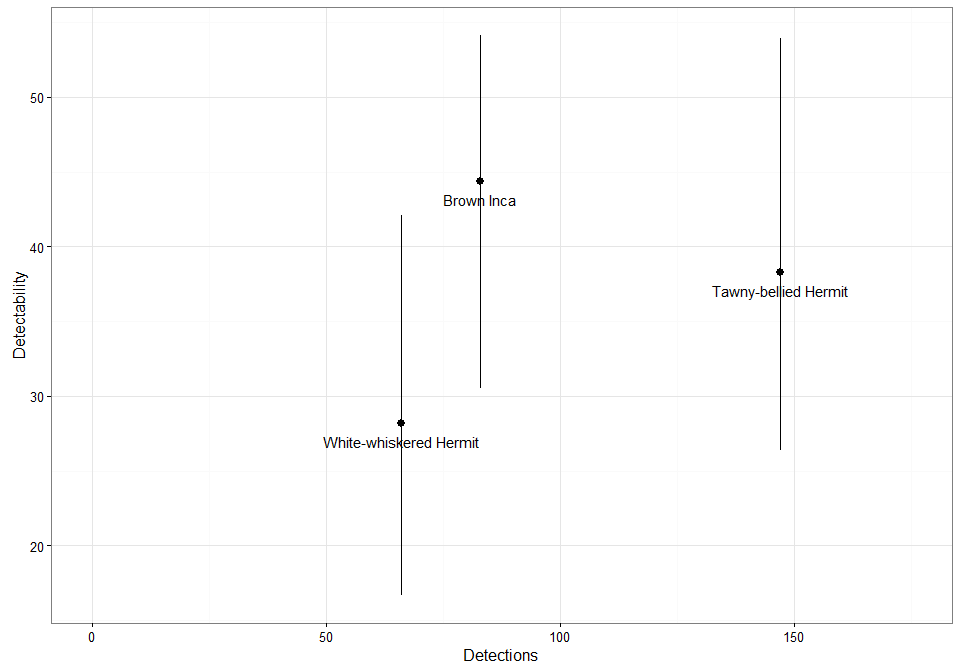 50
40
30
20
Detectability
Brown Inca
Tawny-bellied Hermit
White-whiskered Hermit
0
50
100
150
Detections